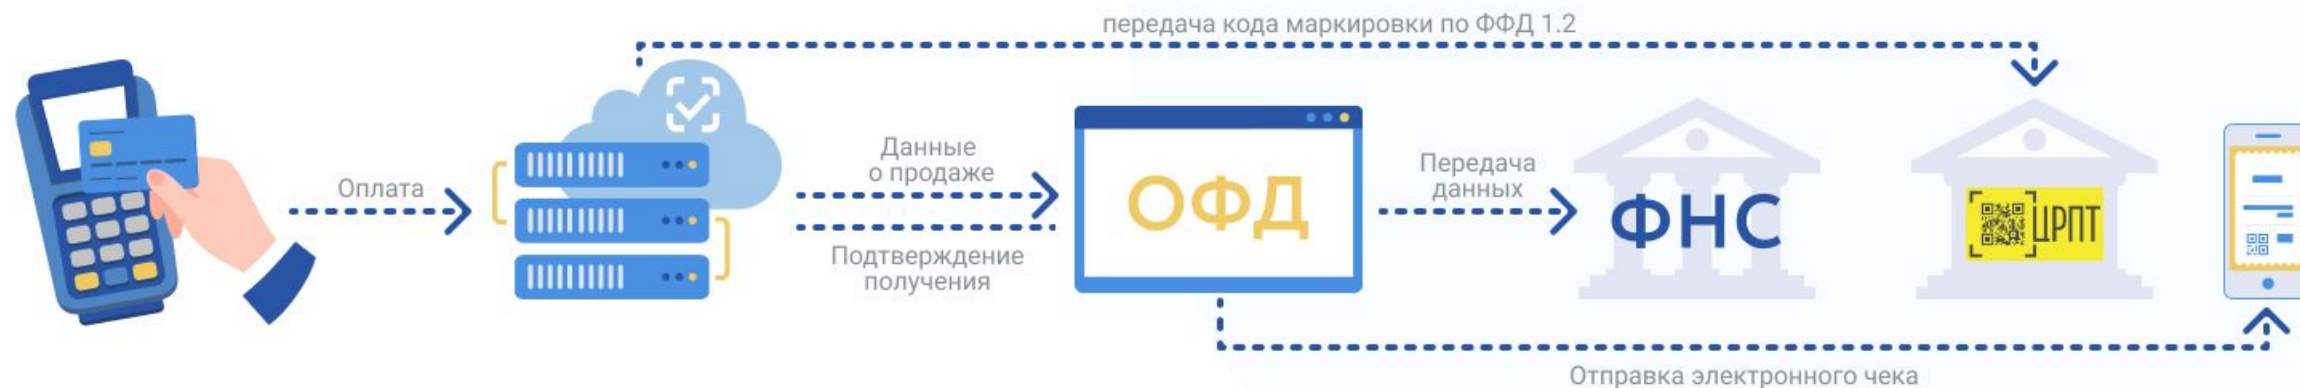 передача кода маркировки по ФФД 1.2
Оплата
Данные
о продаже
Подтверждение
получения
ОФД
Передача
данных
ФНС
ЦРПТ
Отправка электронного чека